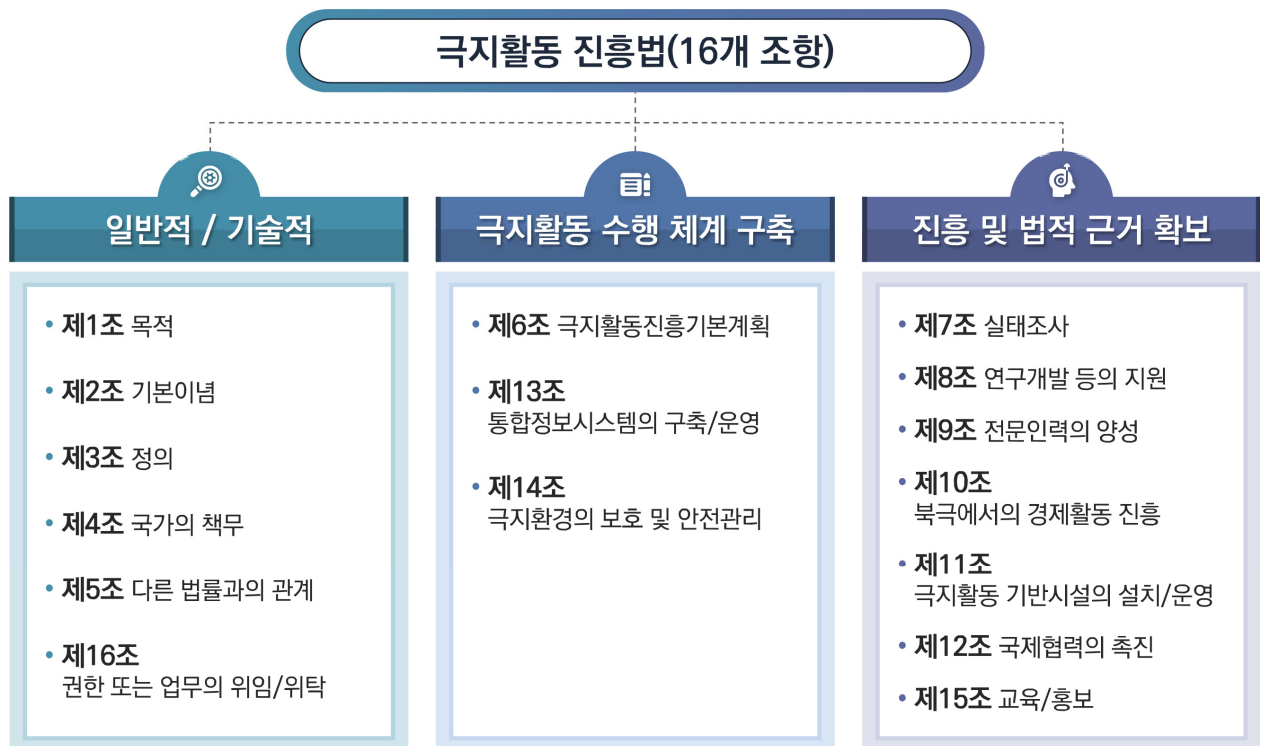 극지활동 진흥법(16개 조항)
일반적 / 기술적
• 제1조 목적
• 제2조 기본이념
• 제3조 정의
• 제4조 국가의 책무
• 제5조 다른 법률과의 관계
• 제16조
권한 또는 업무의 위임/위탁
극지활동 수행 체계 구축
• 제6조 극지활동진흥기본계획
• 제13조
통합정보시스템의 구축/운영
• 제14조
극지환경의 보호 및 안전관리
진흥 및 법적 근거 확보
• 제7조 실태조사
• 제8조 연구개발 등의 지원
• 제9조 전문인력의 양성
• 제10조
북극에서의 경제활동 진흥
• 제11조
극지활동 기반시설의 설치/운영
• 제12조 국제협력의 촉진
• 제15조 교육/홍보